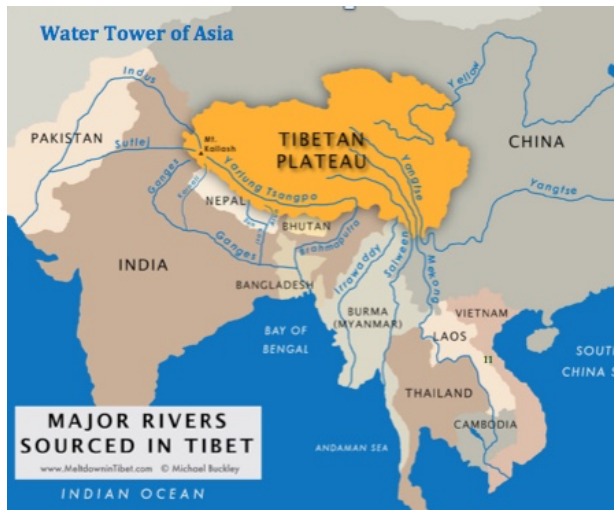 Water Tower of Asia
Indus
Yellow
PAKISTAN
Mt.
Kailash
TIBETAN
PLATEAU
CHINA
Sutlej
Ganges
Yarlung Tsangpo
Yangtse
Yangtse
NEPAL
BHUTAN
Ganges
Brahmaputra
Irrawaddy
Salween
Mekong
INDIA
BANGLADESH
BURMA
(MYANMAR)
VIETNAM
LAOS
BAY OF
BENGAL
11
SOUTH
CHINA S
THAILAND
CAMBODIA
MAJOR RIVERS
SOURCED IN TIBET
www.MeltdowninTibet.com © Michael Buckley
ANDAMAN SEA
INDIAN OCEAN